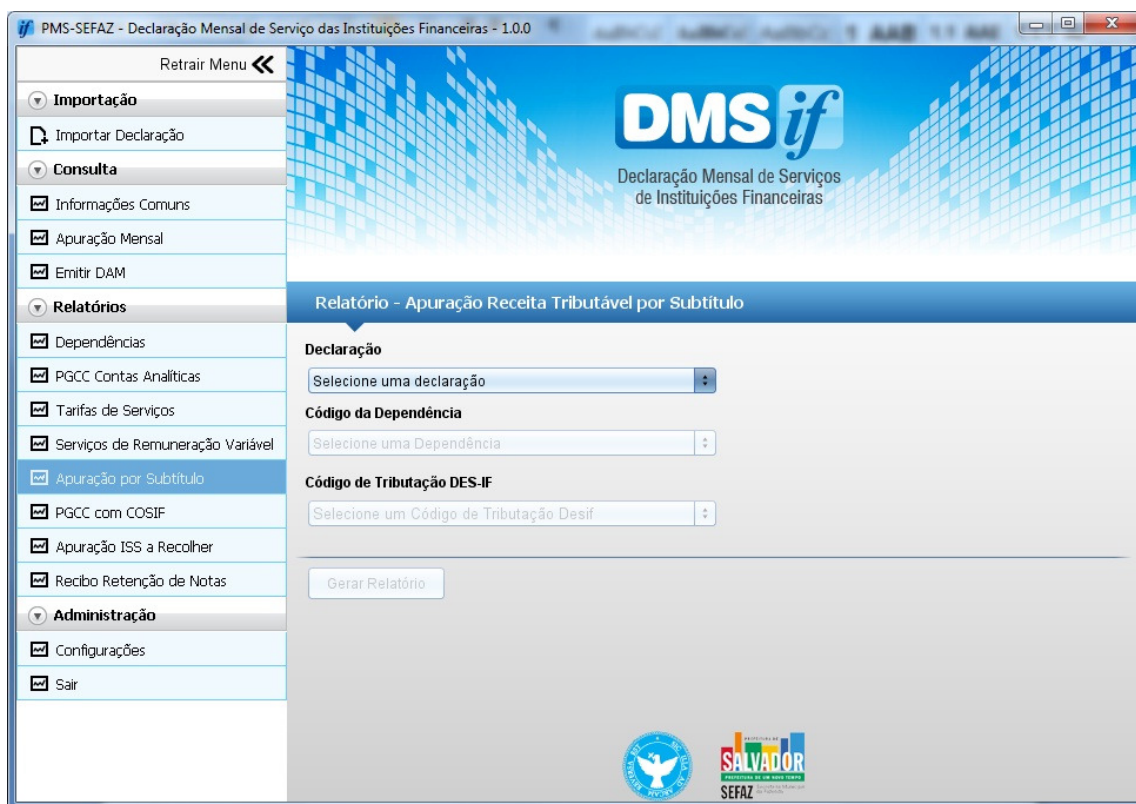 PMS-SEFAZ - Declaração Mensal de Serviço das Instituições Financeiras - 1.0.0
Retrair Menu
Importação
Importar Declaração
Consulta
Informações Comuns
Apuração Mensal
Emitir DAM
Relatórios
Dependências
PGCC Contas Analíticas
Tarifas de Serviços
Serviços de Remuneração Variável
Apuração por Subtítulo
PGCC com COSIF
Apuração ISS a Recolher
Recibo Retenção de Notas
Administração
Configurações
Sair
DMS if
Declaração Mensal de Serviços
de Instituições Financeiras
Relatório - Apuração Receita Tributável por Subtítulo
Declaração
Selecione uma declaração
Código da Dependência
Selecione uma Dependência
Código de Tributação DES-IF
Selecione um Código de Tributação Desif
Gerar Relatório
PREFEITURA DE
SALVADOR
SEFAZ